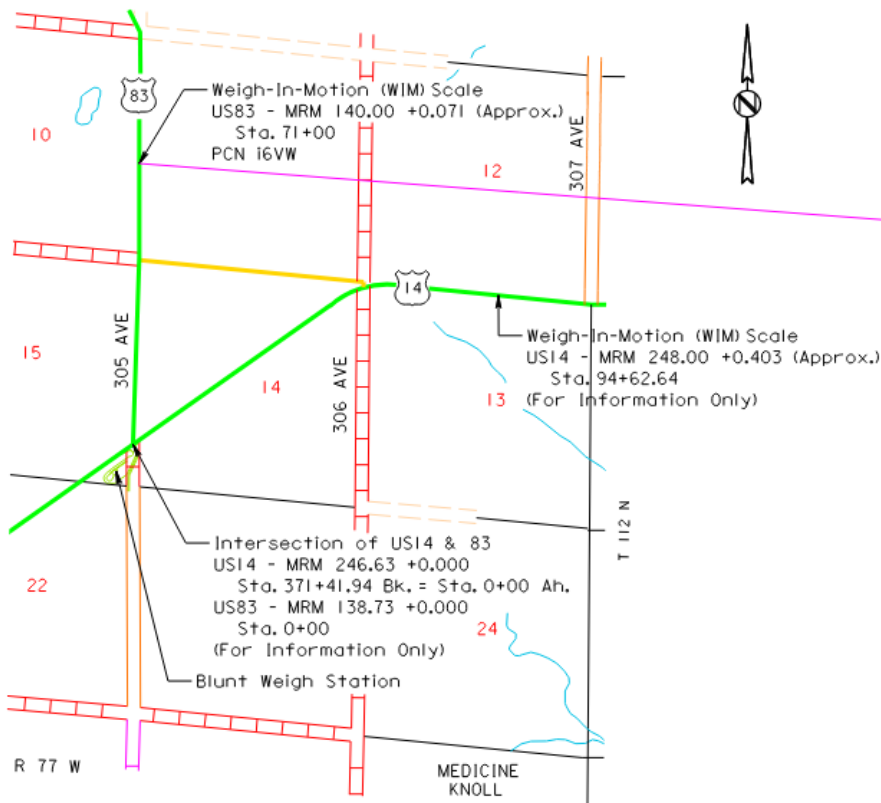 83
Weigh-In-Motion (WIM) Scale
US83 - MRM 140.00 +0.071 (Approx.)
Sta. 71+00
PCN i6VW
10
12
307 AVE
N
14
Weigh-In-Motion (WIM) Scale
US14 - MRM 248.00 +0.403 (Approx.)
Sta. 94+62.64
(For Information Only)
305 AVE
15
14
306 AVE
13
T 112 N
Intersection of US14 & 83
US14 - MRM 246.63 +0.000
Sta. 371+41.94 Bk. = Sta. 0+00 Ah.
US83 - MRM 138.73 +0.000
Sta. 0+00
(For Information Only)
22
24
Blunt Weigh Station
R 77 W
MEDICINE
KNOLL